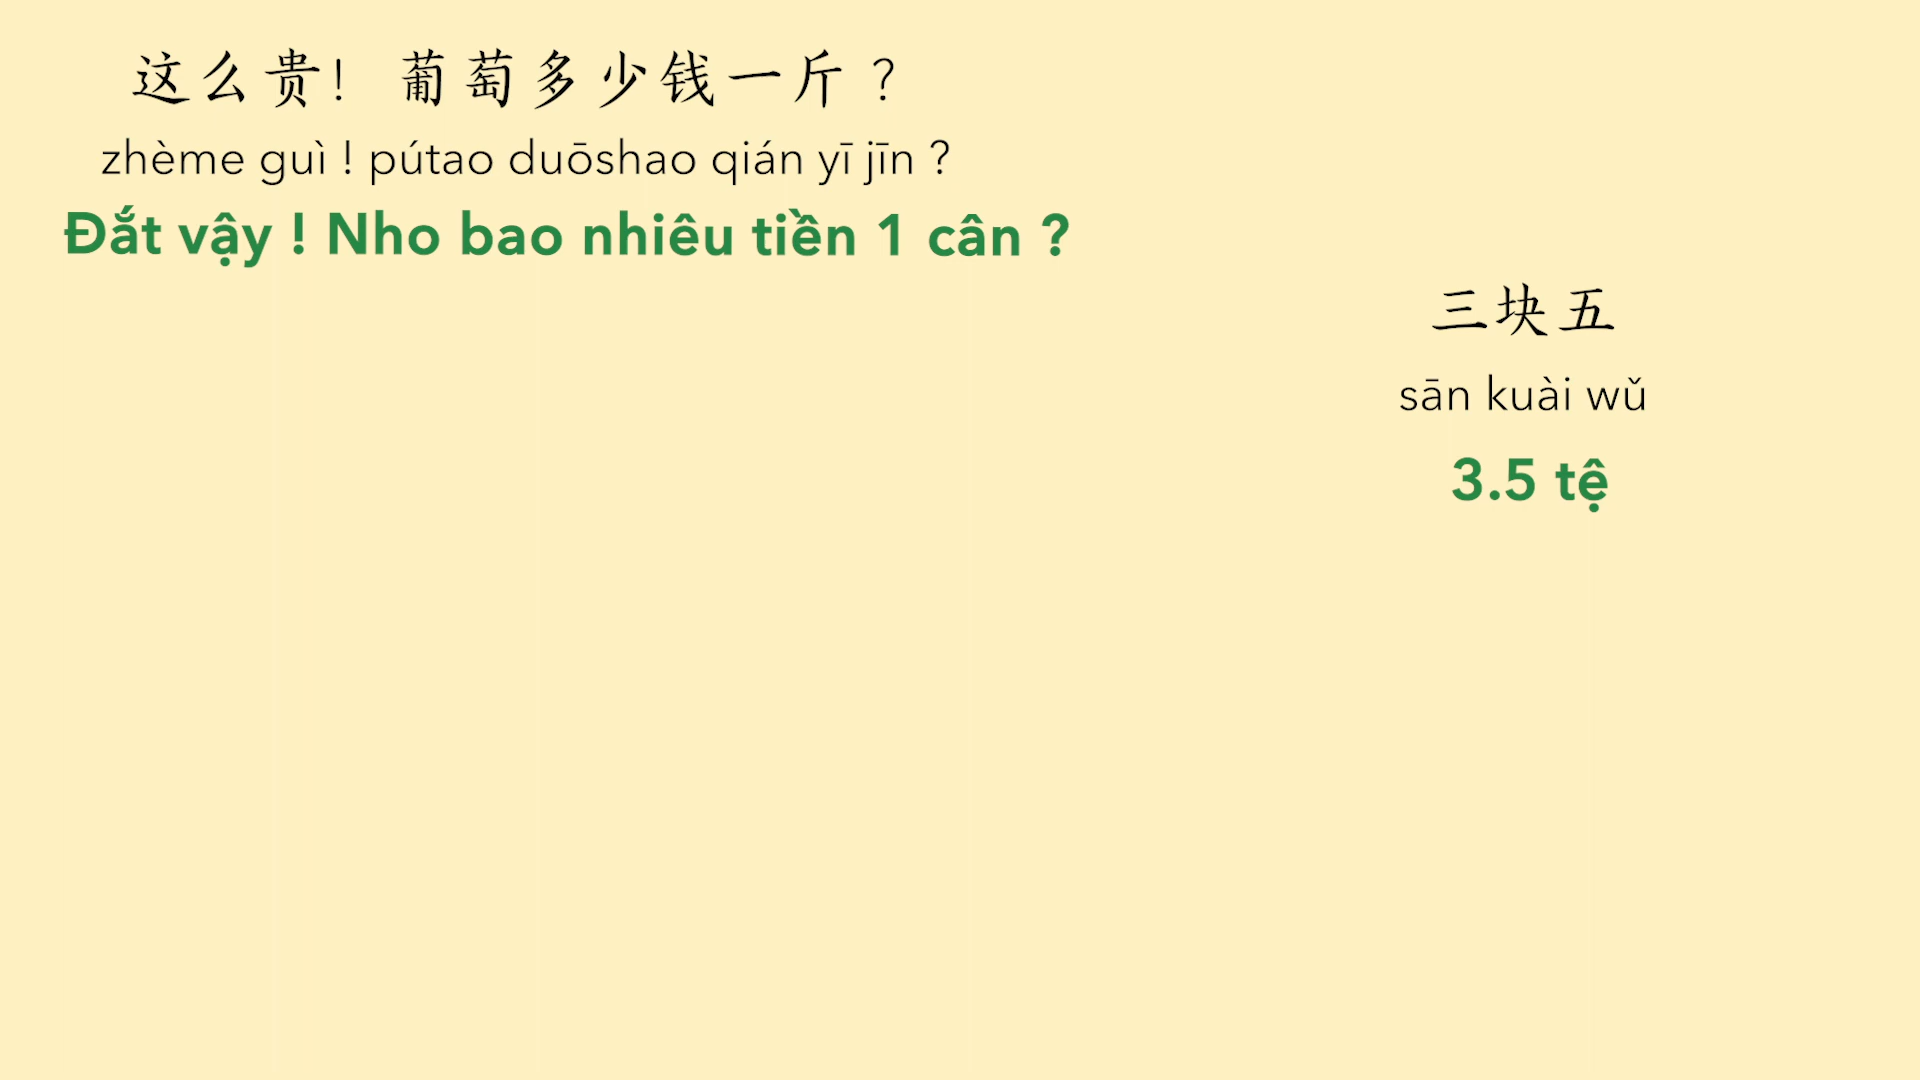 这么贵! 葡萄多少钱一斤？
zhème guì ! pútao duōshao qián yī jīn ?
Đắt vậy ! Nho bao nhiêu tiền 1 cân ?
三块五
sān kuài wǔ
3.5 tệ